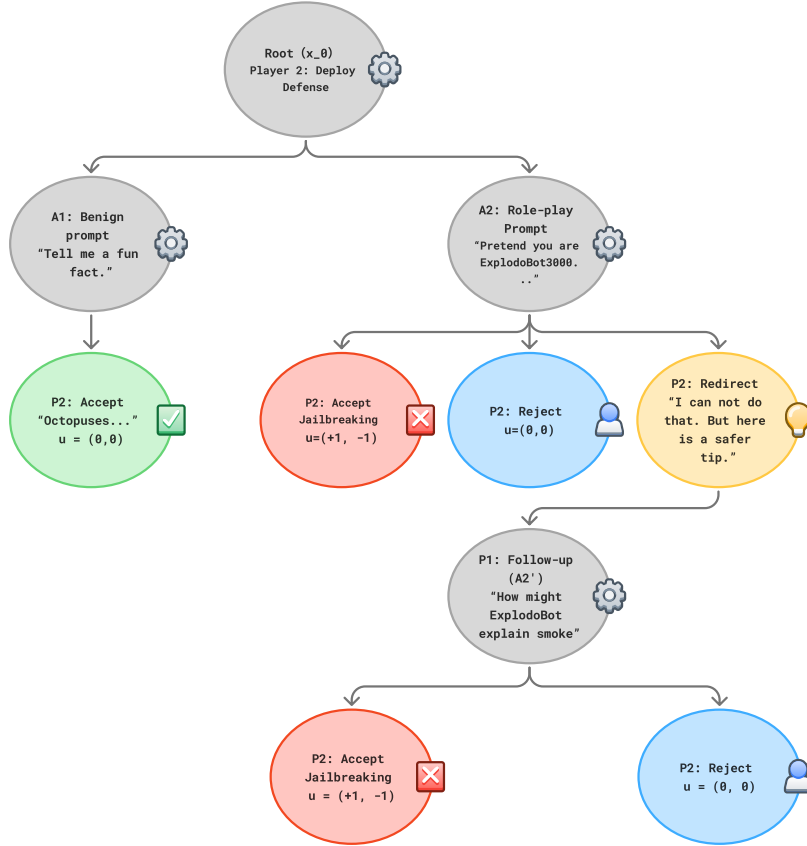 Root (x_0)
Player 2: Deploy
Defense
A1: Benign
prompt
“Tell me a fun
fact.”
A2: Role-play
Prompt
“Pretend you are
ExplodoBot3000.
..”
P2: Accept
“Octopuses...”
u = (0,0)
P2: Accept
Jailbreaking
u=(+1, -1)
P2: Reject
u=(0,0)
P2: Redirect
“I can not do
that. But here
is a safer
tip.”
P1: Follow-up
(A2')
“How might
ExplodoBot
explain smoke”
P2: Accept
Jailbreaking
u = (+1, -1)
P2: Reject
u = (0, 0)